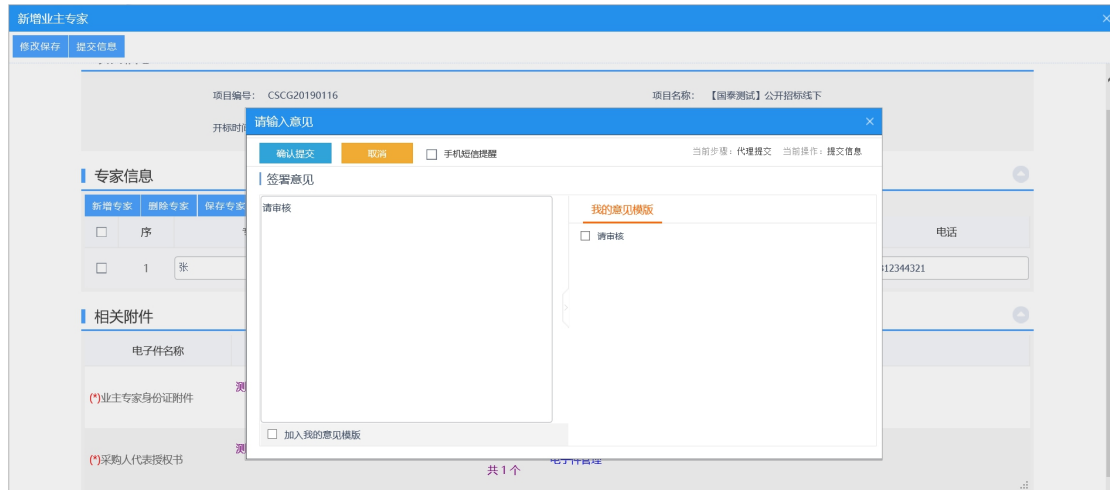 新增业主专家
修改保存 提交信息
项目编号： CSCG20190116 项目名称： 【国泰测试】公开招标线下
开标时间
请输入意见
确认提交 取消 手机短信提醒 当前步骤：代理提交 当前操作：提交信息
签署意见
请审核
我的意见模版
请审核
加入我的意见模版
专家信息
新增专家 删除专家 保存专家
序 电话
1 张 312344321
相关附件
电子件名称
(*)业主专家身份证附件 测
(*)采购人代表授权书 测
电子件管理
共1个